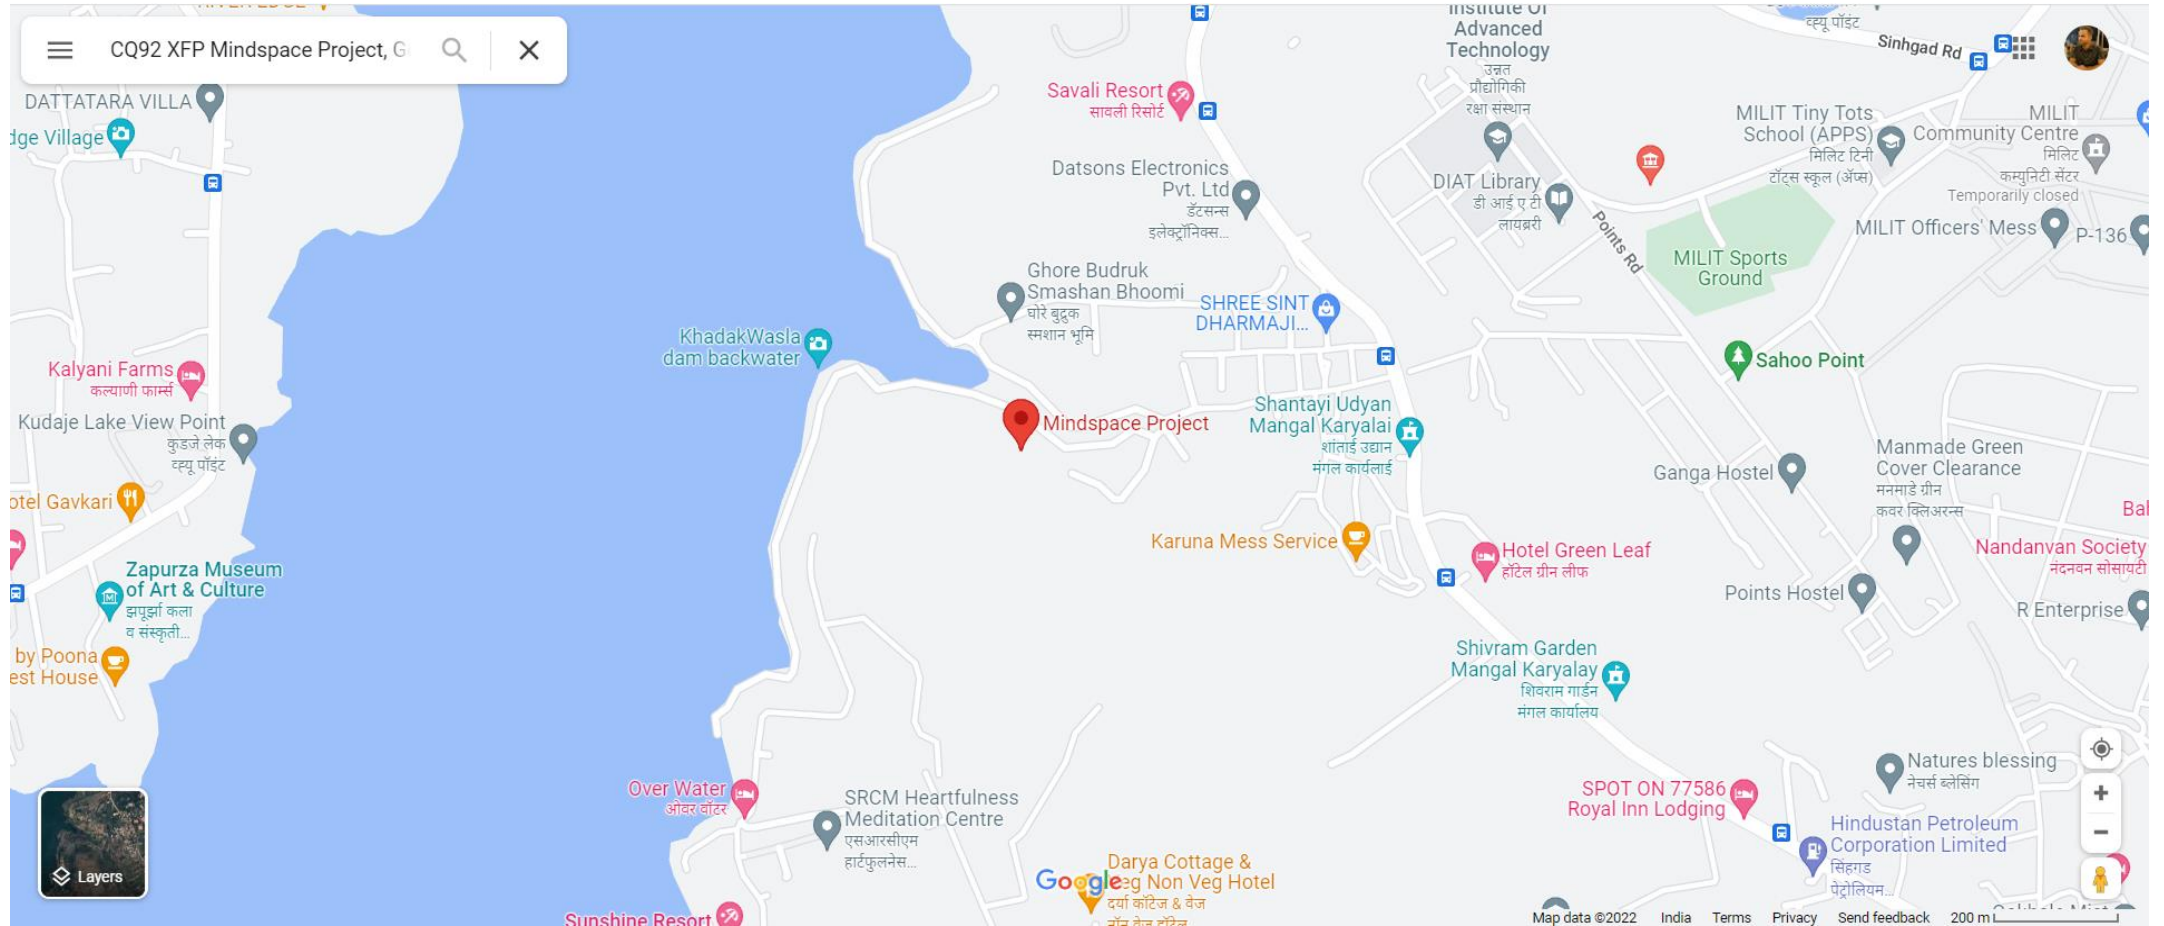 CQ92 XFP Mindspace Project, G
DATTATARA VILLA
dge Village
Kalyani Farms
कल्याणी फार्म्स
Kudaje Lake View Point
कुडजे लेक
व्ह्यू पॉइंट
otel Gavkari
Zapurza Museum
of Art & Culture
झपूर्झा कला
व संस्कृती...
by Poona
est House
Layers
KhadakWasla
dam backwater
Over Water
ओवर वॉटर
SRCM Heartfulness
Meditation Centre
एसआरसीएम
हार्टफुलनेस...
Sunshine Resort
Savali Resort
सावली रिसोर्ट
Datsons Electronics
Pvt. Ltd
डॅटसन्स
इलेक्ट्रॉनिक्स...
Ghore Budruk
Smashan Bhoomi
घोरे बुद्रुक
स्मशान भूमि
SHREE SINT
DHARMAJI...
Mindspace Project
Shantayi Udyan
Mangal Karyalai
शांताई उद्यान
मंगल कार्यलाई
Karuna Mess Service
Hotel Green Leaf
हॉटेल ग्रीन लीफ
Shivram Garden
Mangal Karyalay
शिवराम गार्डन
मंगल कार्यालय
Google
Darya Cottage &
eg Non Veg Hotel
दर्या कॉटेज & वेज
नॉन वेज हॉटेल
Institute Of
Advanced
Technology
उन्नत
प्रौद्योगिकी
रक्षा संस्थान
DIAT Library
डी आई ए टी
लायब्ररी
Points Rd
व्ह्यू पॉइंट
Sinhgad Rd
MILIT Tiny Tots
School (APPS)
मिलिट टिनी
टॉट्स स्कूल (ॲप्स)
MILIT
Community Centre
मिलिट
कम्युनिटी सेंटर
Temporarily closed
MILIT Officers' Mess
P-136
MILIT Sports
Ground
Sahoo Point
Ganga Hostel
Manmade Green
Cover Clearance
मनमाडे ग्रीन
कवर क्लिअरन्स
Bal
Nandanvan Society
नंदनवन सोसायटी
Points Hostel
R Enterprise
Natures blessing
नेचर्स ब्लेसिंग
SPOT ON 77586
Royal Inn Lodging
Hindustan Petroleum
Corporation Limited
सिंहगड
पेट्रोलियम...
Map data ©2022 India Terms Privacy Send feedback 200 m